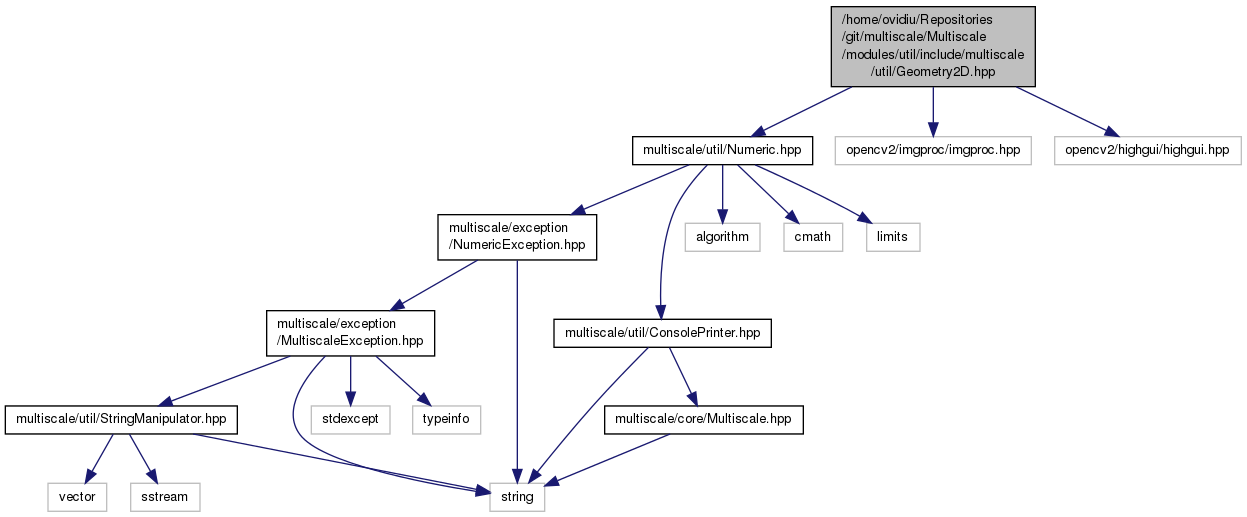 /home/ovidiu/Repositories
/git/multiscale/Multiscale
/modules/util/include/multiscale
/util/Geometry2D.hpp
multiscale/util/Numeric.hpp
opencv2/imgproc/imgproc.hpp
opencv2/highgui/highgui.hpp
multiscale/exception
/NumericException.hpp
algorithm
cmath
limits
multiscale/exception
/MultiscaleException.hpp
multiscale/util/ConsolePrinter.hpp
multiscale/util/StringManipulator.hpp
stdexcept
typeinfo
multiscale/core/Multiscale.hpp
vector
sstream
string